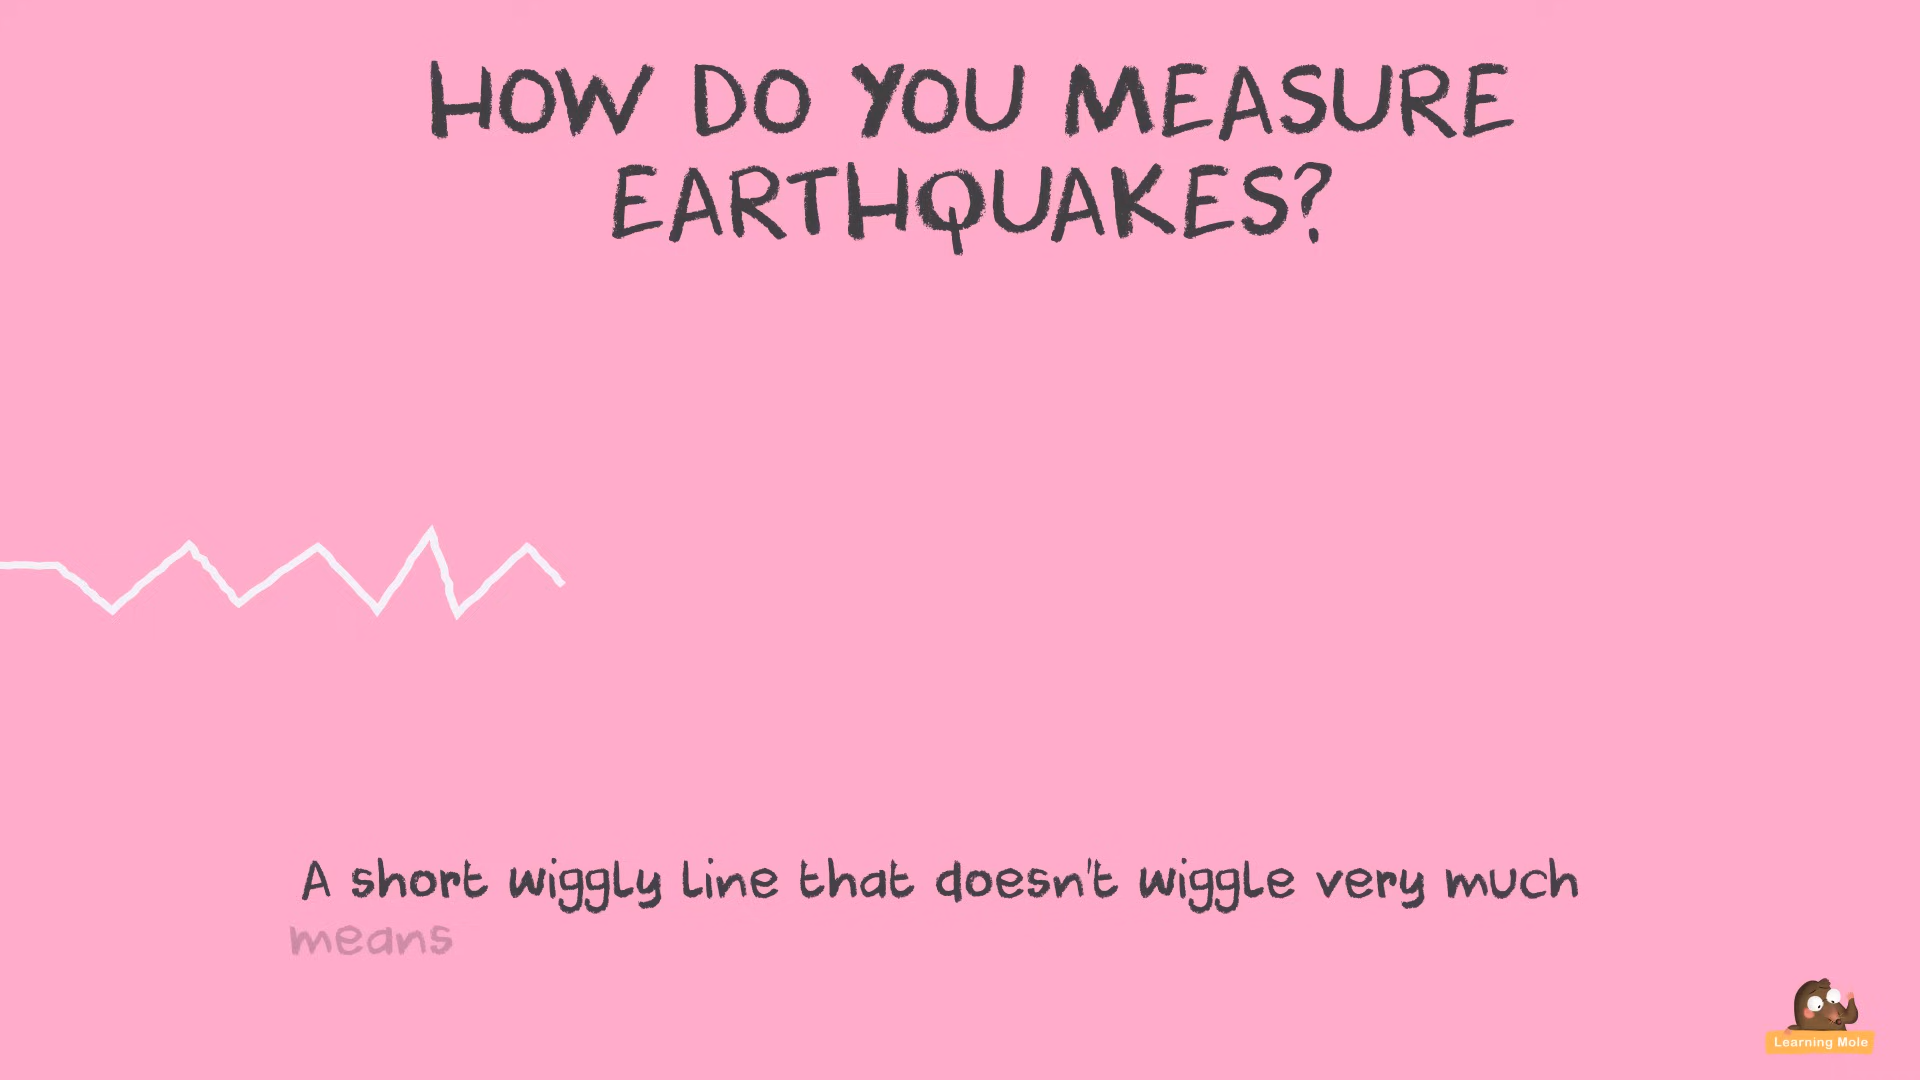 HOW DO YOU MEASURE
EARTHQUAKES?
A short wiggly line that doesn't wiggle very much
means
Learning Mole